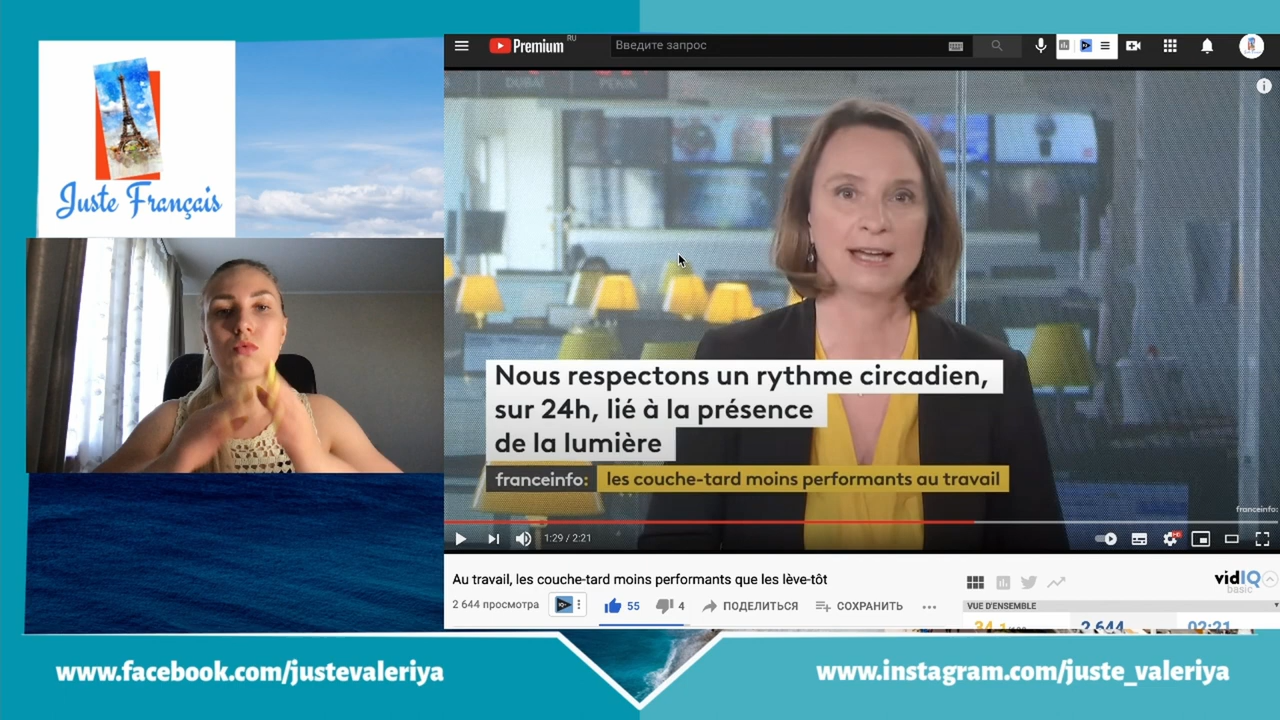 Juste Français
Premium
RU
Введите запрос
DUBAI
PEKIN
Nous respectons un rythme circadien,
sur 24h, lié à la présence
de la lumière
franceinfo:
les couche-tard moins performants au travail
franceinfo:
1:29 / 2:21
Au travail, les couche-tard moins performants que les lève-tôt
2 644 просмотра
55
4
ПОДЕЛИТЬСЯ
СОХРАНИТЬ
vidIQ
basic
VUE D'ENSEMBLE
2,644
02:21
www.facebook.com/justevaleriya
www.instagram.com/juste_valeriya